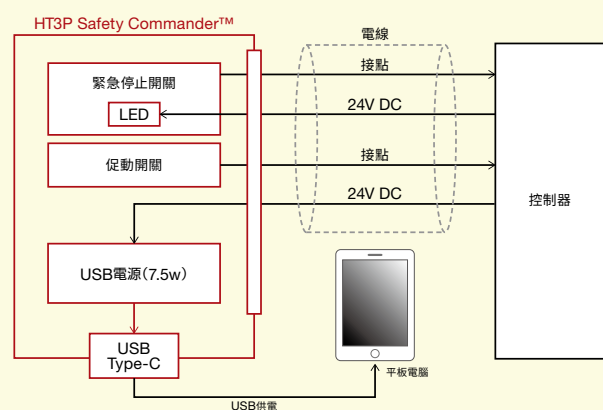 HT3P Safety Commander™
電線
緊急停止開關
接點
LED
24V DC
促動開關
接點
24V DC
控制器
USB電源(7.5w)
USB
Type-C
平板電腦
USB供電